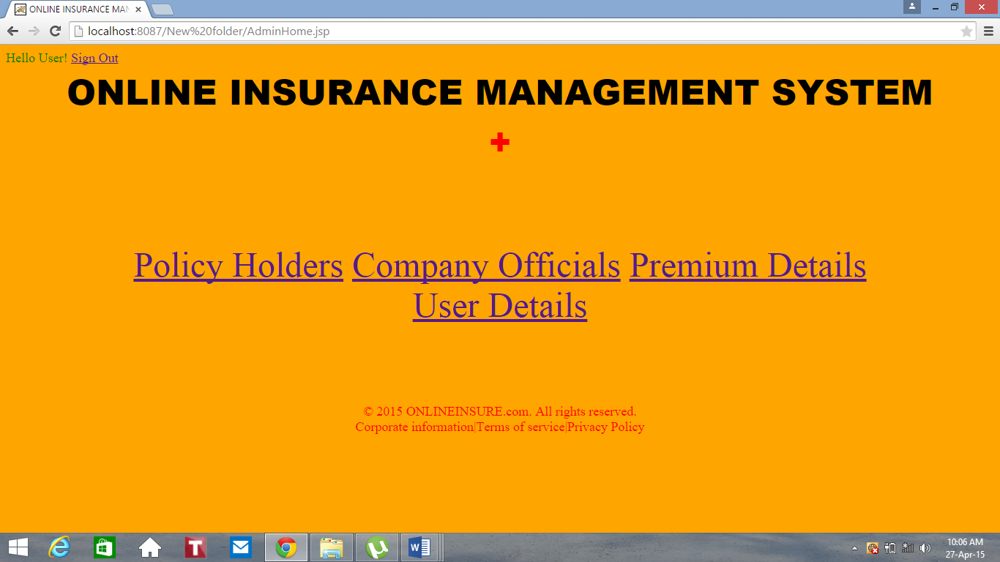 ONLINE INSURANCE MAN
localhost:8087/New%20folder/AdminHome.jsp
Hello User! Sign Out
ONLINE INSURANCE MANAGEMENT SYSTEM
Policy Holders Company Officials Premium Details
User Details
© 2015 ONLINEINSURE.com. All rights reserved.
Corporate information|Terms of service|Privacy Policy
10:06 AM
27-Apr-15